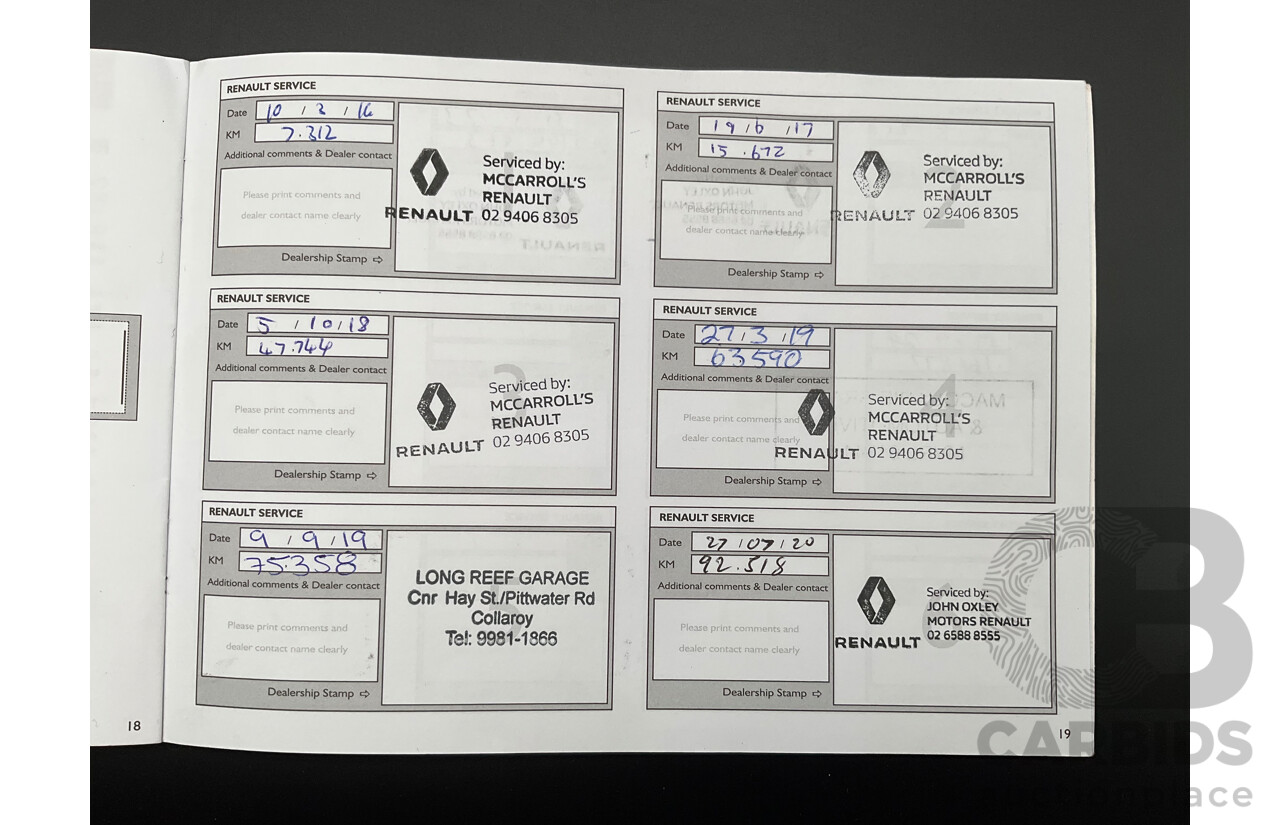 RENAULT SERVICE
Date 10 / 3 / 16
KM 7.312
Additional comments & Dealer contact
Please print comments and
dealer contact name clearly
Dealership Stamp ⇨
RENAULT
Serviced by:
MCCARROLL'S
RENAULT
02 9406 8305
RENAULT SERVICE
Date 19 / 6 / 17
KM 15.672
Additional comments & Dealer contact
Please print comments and
dealer contact name clearly
Dealership Stamp ⇨
RENAULT
Serviced by:
MCCARROLL'S
RENAULT
02 9406 8305
RENAULT SERVICE
Date 5 / 10 / 18
KM 47.744
Additional comments & Dealer contact
Please print comments and
dealer contact name clearly
Dealership Stamp ⇨
RENAULT
Serviced by:
MCCARROLL'S
RENAULT
02 9406 8305
RENAULT SERVICE
Date 27 / 3 / 19
KM 63590
Additional comments & Dealer contact
Please print comments and
dealer contact name clearly
Dealership Stamp ⇨
RENAULT
Serviced by:
MCCARROLL'S
RENAULT
02 9406 8305
RENAULT SERVICE
Date 9 / 9 / 19
KM 75.358
Additional comments & Dealer contact
Please print comments and
dealer contact name clearly
Dealership Stamp ⇨
LONG REEF GARAGE
Cnr Hay St./Pittwater Rd
Collaroy
Tel: 9981-1866
RENAULT SERVICE
Date 27 / 07 / 20
KM 92.518
Additional comments & Dealer contact
Please print comments and
dealer contact name clearly
Dealership Stamp ⇨
RENAULT
Serviced by:
JOHN OXLEY
MOTORS RENAULT
02 6588 8555
18
19
CARBIDS